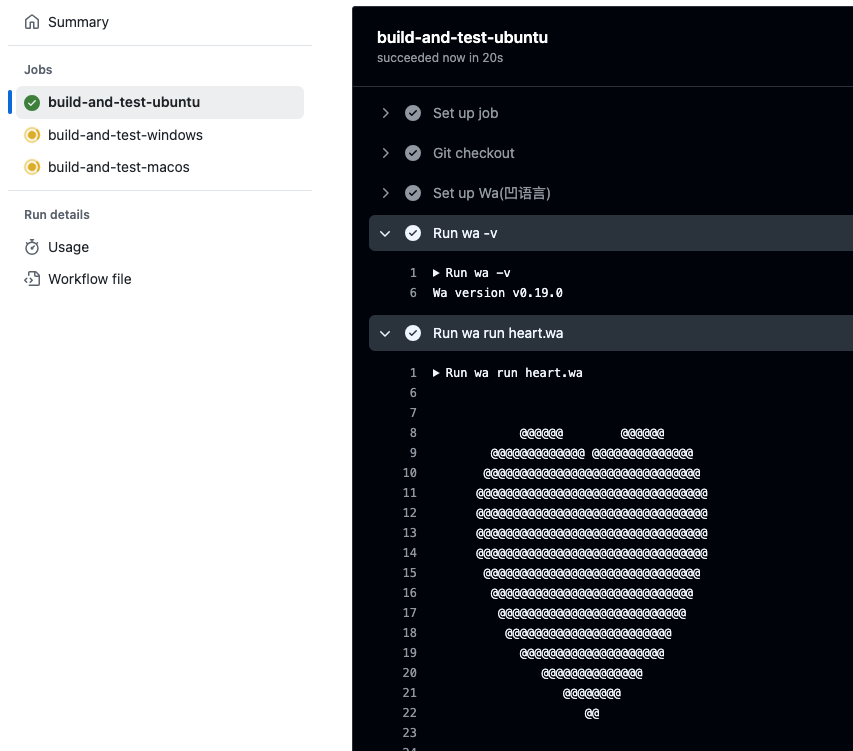 Summary
Jobs
build-and-test-ubuntu
build-and-test-windows
build-and-test-macos
Run details
Usage
Workflow file
build-and-test-ubuntu
succeeded now in 20s
Set up job
Git checkout
Set up Wa(凹语言)
Run wa -v
1 ▶ Run wa -v
6 Wa version v0.19.0
Run wa run heart.wa
1 ▶ Run wa run heart.wa
6
7
8             @@@@@@        @@@@@@
9         @@@@@@@@@@@@@ @@@@@@@@@@@@@@
10        @@@@@@@@@@@@@@@@@@@@@@@@@@@@@@
11       @@@@@@@@@@@@@@@@@@@@@@@@@@@@@@@@
12       @@@@@@@@@@@@@@@@@@@@@@@@@@@@@@@@
13       @@@@@@@@@@@@@@@@@@@@@@@@@@@@@@@@
14       @@@@@@@@@@@@@@@@@@@@@@@@@@@@@@@@
15        @@@@@@@@@@@@@@@@@@@@@@@@@@@@@@
16         @@@@@@@@@@@@@@@@@@@@@@@@@@@@
17          @@@@@@@@@@@@@@@@@@@@@@@@@@
18           @@@@@@@@@@@@@@@@@@@@@@@
19             @@@@@@@@@@@@@@@@@@@@
20                @@@@@@@@@@@@@@
21                   @@@@@@@@
22                      @@
23